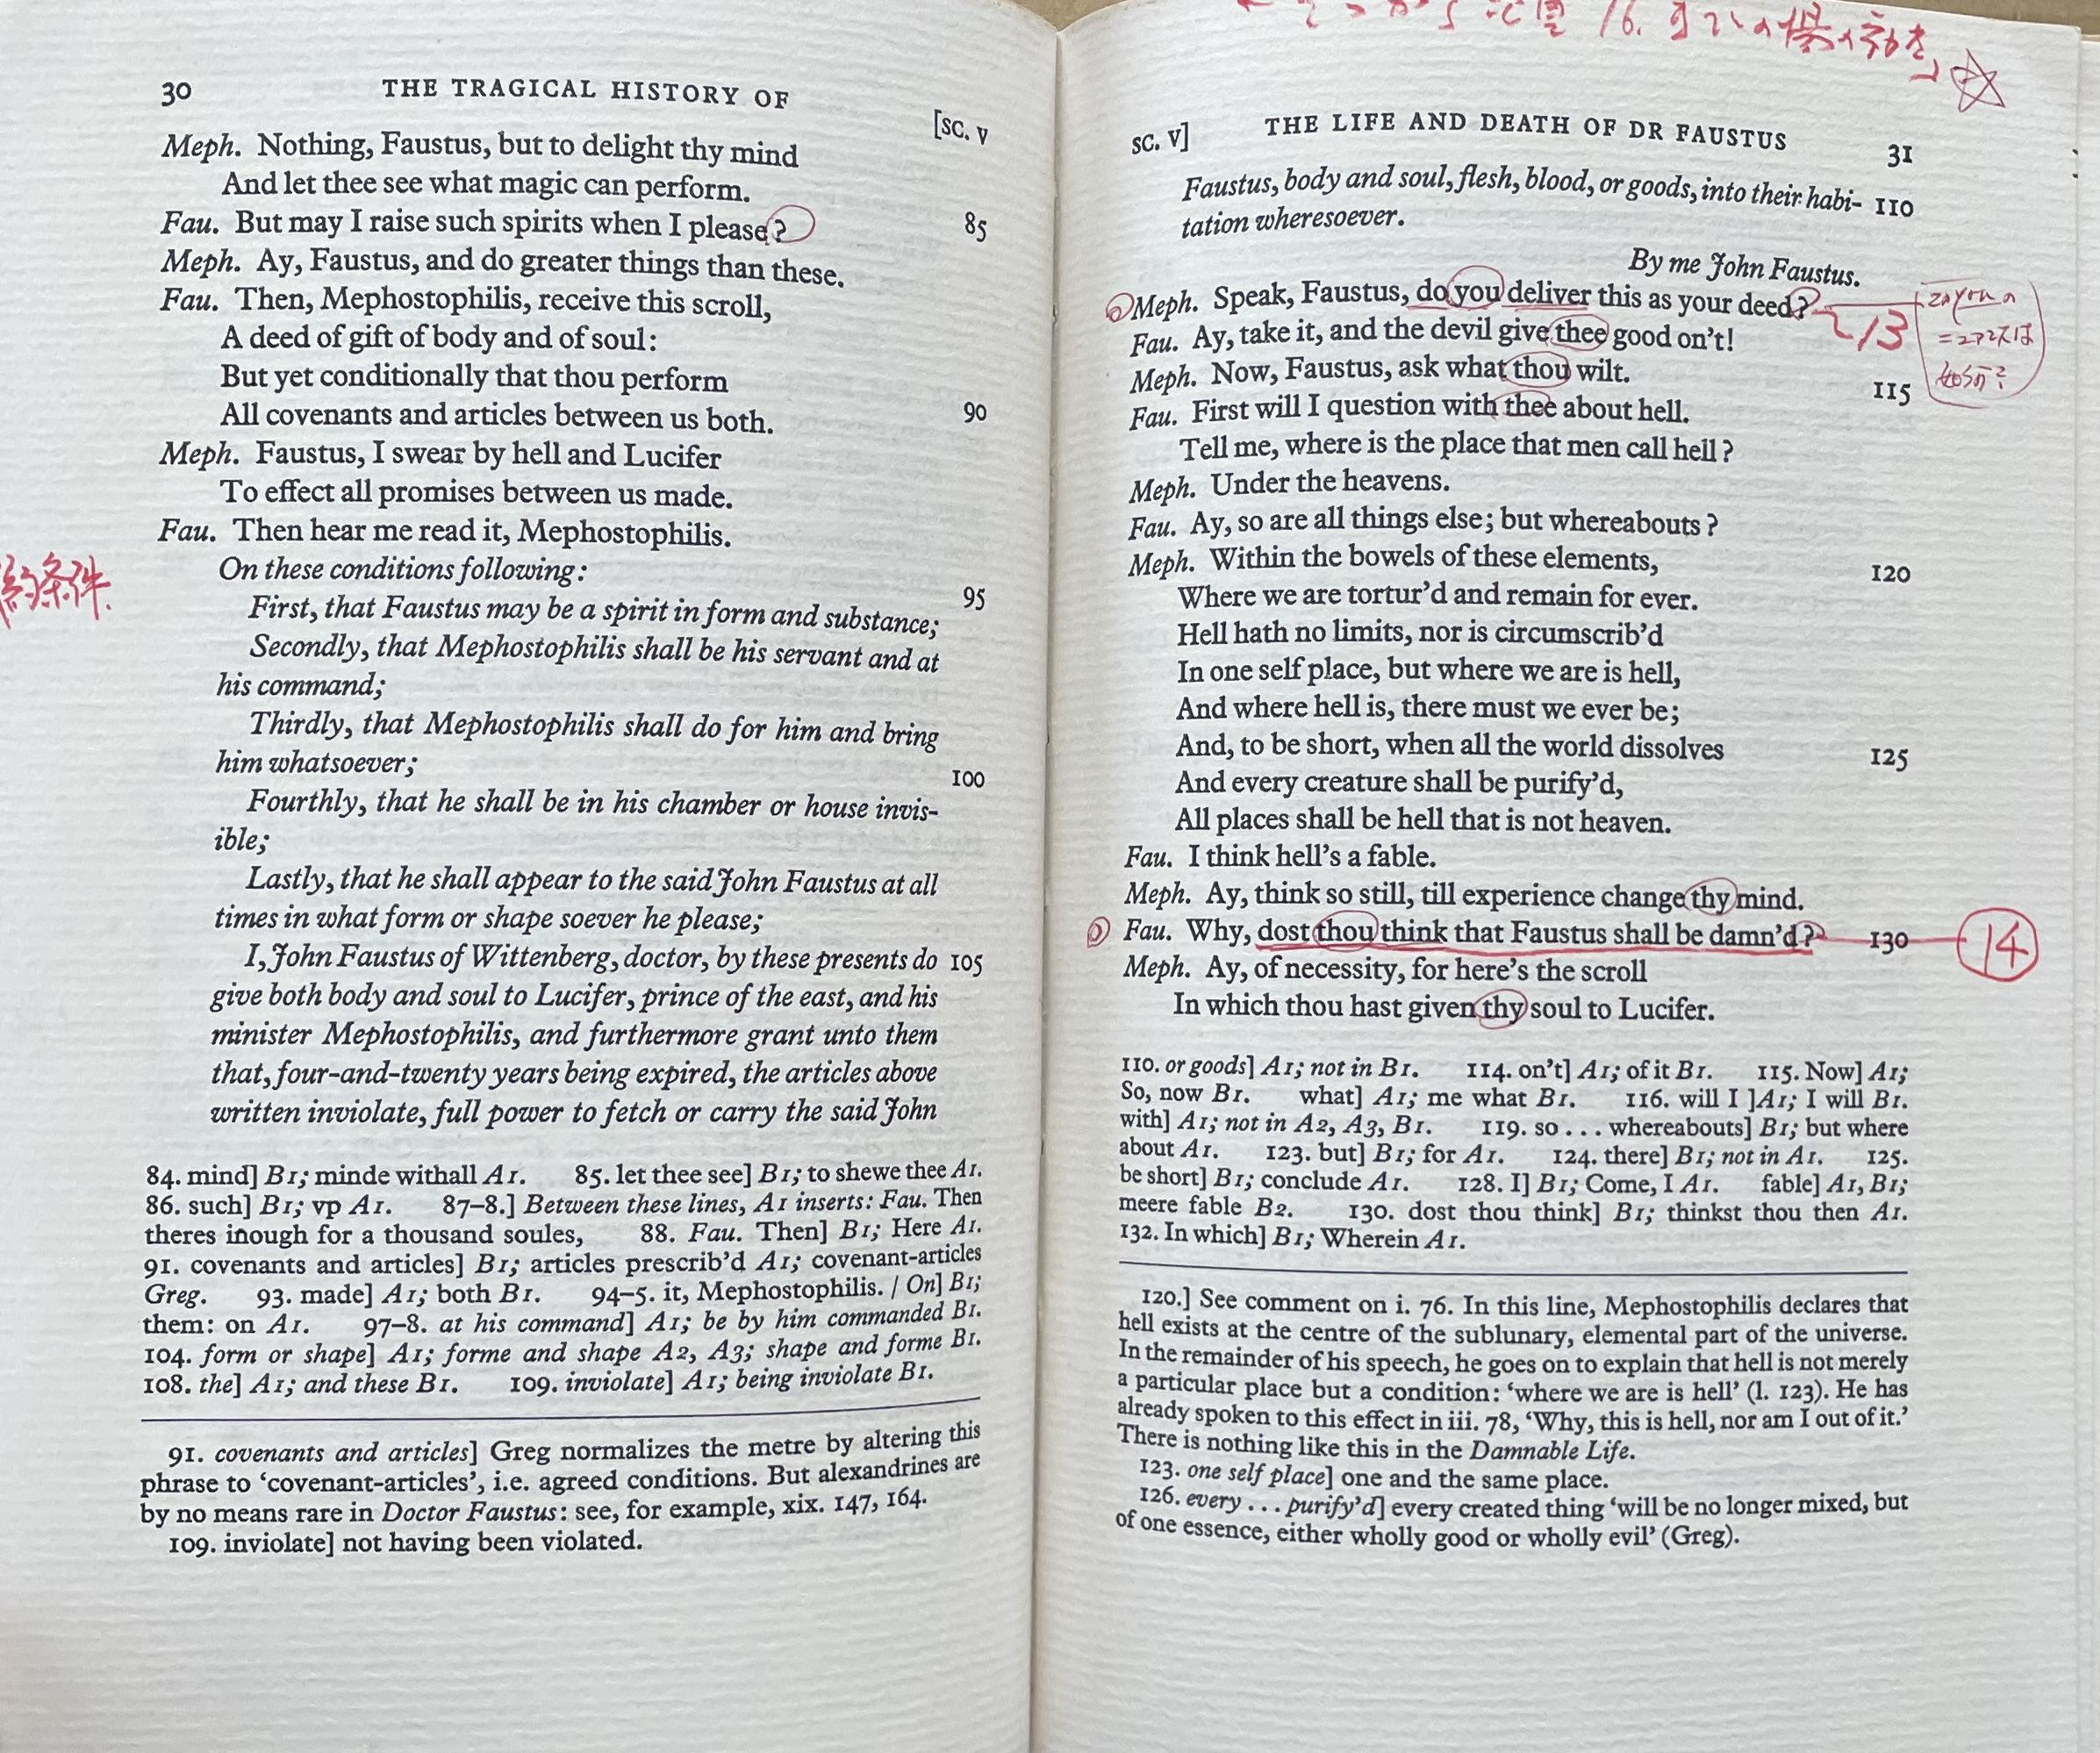 30
THE TRAGICAL HISTORY OF
[SC. V
Meph. Nothing, Faustus, but to delight thy mind
And let thee see what magic can perform.
Fau. But may I raise such spirits when I please?
85
Meph. Ay, Faustus, and do greater things than these.
Fau. Then, Mephostophilis, receive this scroll,
A deed of gift of body and of soul:
But yet conditionally that thou perform
All covenants and articles between us both.
90
Meph. Faustus, I swear by hell and Lucifer
To effect all promises between us made.
Fau. Then hear me read it, Mephostophilis.
On these conditions following:
条件.
First, that Faustus may be a spirit in form and substance;
95
Secondly, that Mephostophilis shall be his servant and at
his command;
Thirdly, that Mephostophilis shall do for him and bring
him whatsoever;
100
Fourthly, that he shall be in his chamber or house invis-
ible;
Lastly, that he shall appear to the said John Faustus at all
times in what form or shape soever he please;
I, John Faustus of Wittenberg, doctor, by these presents do
105
give both body and soul to Lucifer, prince of the east, and his
minister Mephostophilis, and furthermore grant unto them
that, four-and-twenty years being expired, the articles above
written inviolate, full power to fetch or carry the said John
84. mind] B1; minde withall A1. 85. let thee see] B1; to shewe thee A1.
86. such] B1; vp A1. 87–8.] Between these lines, A1 inserts: Fau. Then
theres inough for a thousand soules, 88. Fau. Then] B1; Here A1.
91. covenants and articles] B1; articles prescrib'd A1; covenant-articles
Greg. 93. made] A1; both B1. 94–5. it, Mephostophilis. / On] B1;
them: on A1. 97–8. at his command] A1; be by him commanded B1.
104. form or shape] A1; forme and shape A2, A3; shape and forme B1.
108. the] A1; and these B1. 109. inviolate] A1; being inviolate B1.
91. covenants and articles] Greg normalizes the metre by altering this
phrase to 'covenant-articles', i.e. agreed conditions. But alexandrines are
by no means rare in Doctor Faustus: see, for example, xix. 147, 164.
109. inviolate] not having been violated.
16.
SC. V]
THE LIFE AND DEATH OF DR FAUSTUS
31
Faustus, body and soul, flesh, blood, or goods, into their habi-
110
tation wheresoever.
By me John Faustus.
Meph. Speak, Faustus, do you deliver this as your deed?
13
Fau. Ay, take it, and the devil give thee good on't!
Meph. Now, Faustus, ask what thou wilt.
115
Fau. First will I question with thee about hell.
Tell me, where is the place that men call hell?
Meph. Under the heavens.
Fau. Ay, so are all things else; but whereabouts?
Meph. Within the bowels of these elements,
120
Where we are tortur'd and remain for ever.
Hell hath no limits, nor is circumscrib'd
In one self place, but where we are is hell,
And where hell is, there must we ever be;
And, to be short, when all the world dissolves
125
And every creature shall be purify'd,
All places shall be hell that is not heaven.
Fau. I think hell's a fable.
Meph. Ay, think so still, till experience change thy mind.
Fau. Why, dost thou think that Faustus shall be damn'd?
130
14
Meph. Ay, of necessity, for here's the scroll
In which thou hast given thy soul to Lucifer.
110. or goods] A1; not in B1. 114. on't] A1; of it B1. 115. Now] A1;
So, now B1. what] A1; me what B1. 116. will I ]A1; I will B1.
with] A1; not in A2, A3, B1. 119. so . . . whereabouts] B1; but where
about A1. 123. but] B1; for A1. 124. there] B1; not in A1. 125.
be short] B1; conclude A1. 128. I] B1; Come, I A1. fable] A1, B1;
meere fable B2. 130. dost thou think] B1; thinkst thou then A1.
132. In which] B1; Wherein A1.
120.] See comment on i. 76. In this line, Mephostophilis declares that
hell exists at the centre of the sublunary, elemental part of the universe.
In the remainder of his speech, he goes on to explain that hell is not merely
a particular place but a condition: 'where we are is hell' (l. 123). He has
already spoken to this effect in iii. 78, 'Why, this is hell, nor am I out of it.'
There is nothing like this in the Damnable Life.
123. one self place] one and the same place.
126. every . . . purify'd] every created thing 'will be no longer mixed, but
of one essence, either wholly good or wholly evil' (Greg).